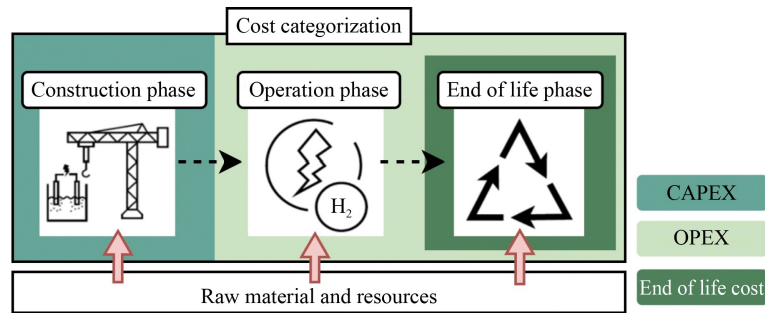 Cost categorization
Construction phase
Operation phase
End of life phase
H₂
CAPEX
OPEX
End of life cost
Raw material and resources